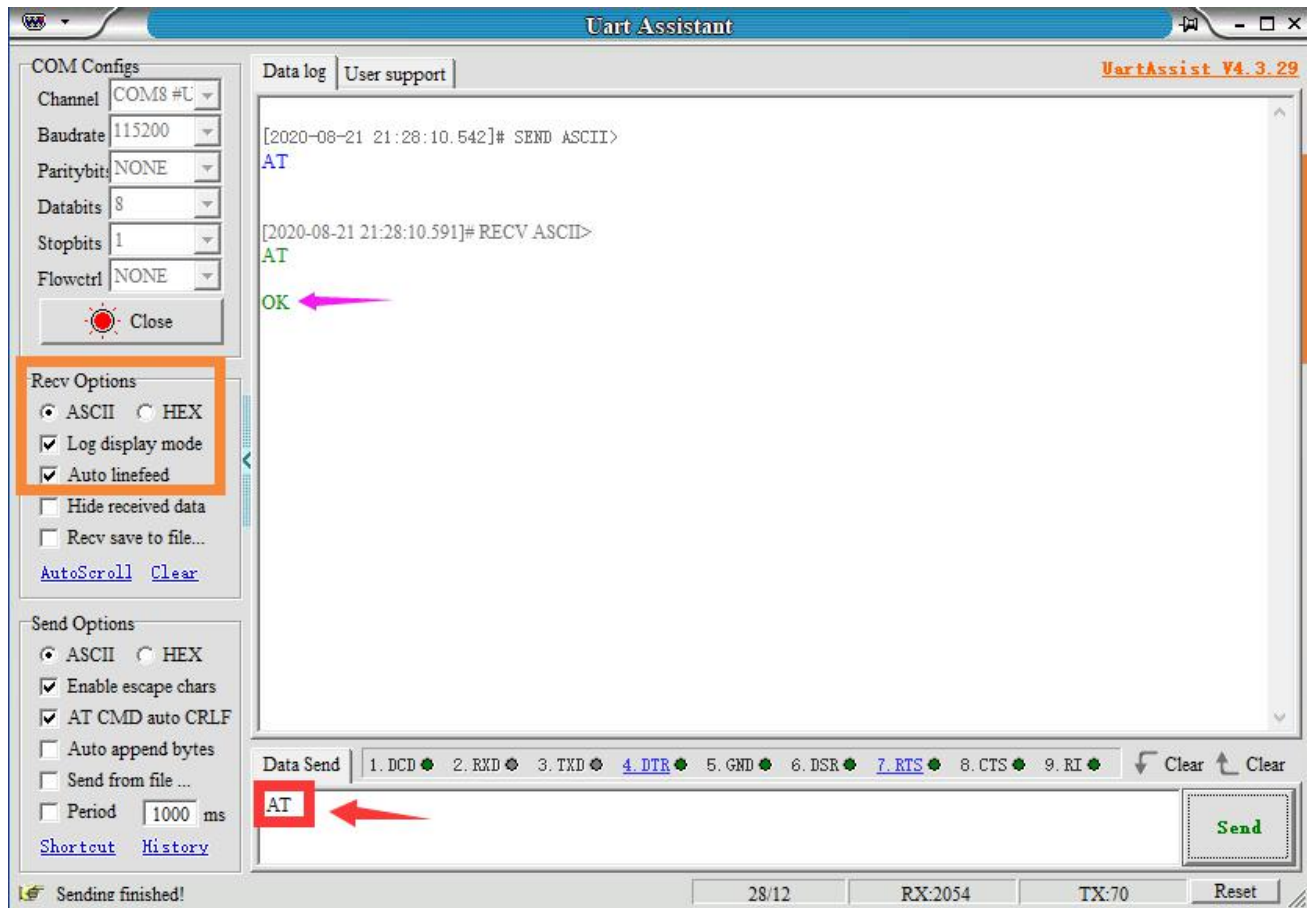 Uart Assistant
COM Configs
Channel COM8 #U
Baudrate 115200
Paritybits NONE
Databits 8
Stopbits 1
Flowctrl NONE
Close
Recv Options
ASCII HEX
Log display mode
Auto linefeed
Hide received data
Recv save to file...
AutoScroll Clear
Send Options
ASCII HEX
Enable escape chars
AT CMD auto CRLF
Auto append bytes
Send from file ...
Period 1000 ms
Shortcut History
Data log User support
UartAssist V4.3.29
[2020-08-21 21:28:10.542]# SEND ASCII>
AT
[2020-08-21 21:28:10.591]# RECV ASCII>
AT
OK
Data Send 1. DCD 2. RXD 3. TXD 4. DTR 5. GND 6. DSR 7. RTS 8. CTS 9. RI Clear Clear
AT
Send
Sending finished! 28/12 RX:2054 TX:70 Reset